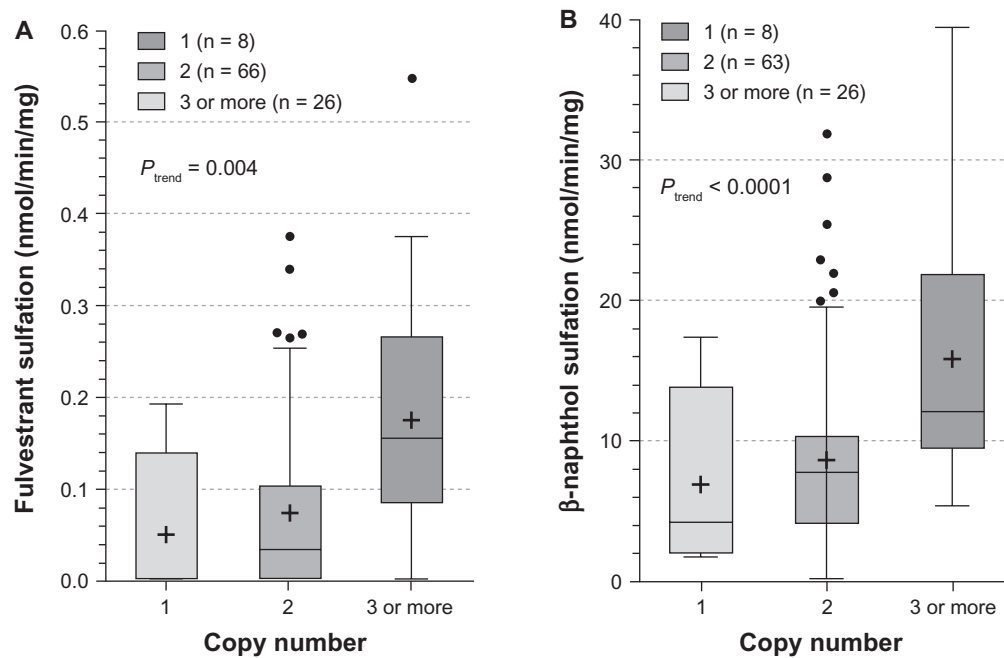 A
Fulvestrant sulfation (nmol/min/mg)
0.6
0.5
0.4
0.3
0.2
0.1
0.0
1 (n = 8)
2 (n = 66)
3 or more (n = 26)
P trend = 0.004
1
2
3 or more
Copy number
B
β-naphthol sulfation (nmol/min/mg)
40
30
20
10
0
1 (n = 8)
2 (n = 63)
3 or more (n = 26)
P trend < 0.0001
1
2
3 or more
Copy number